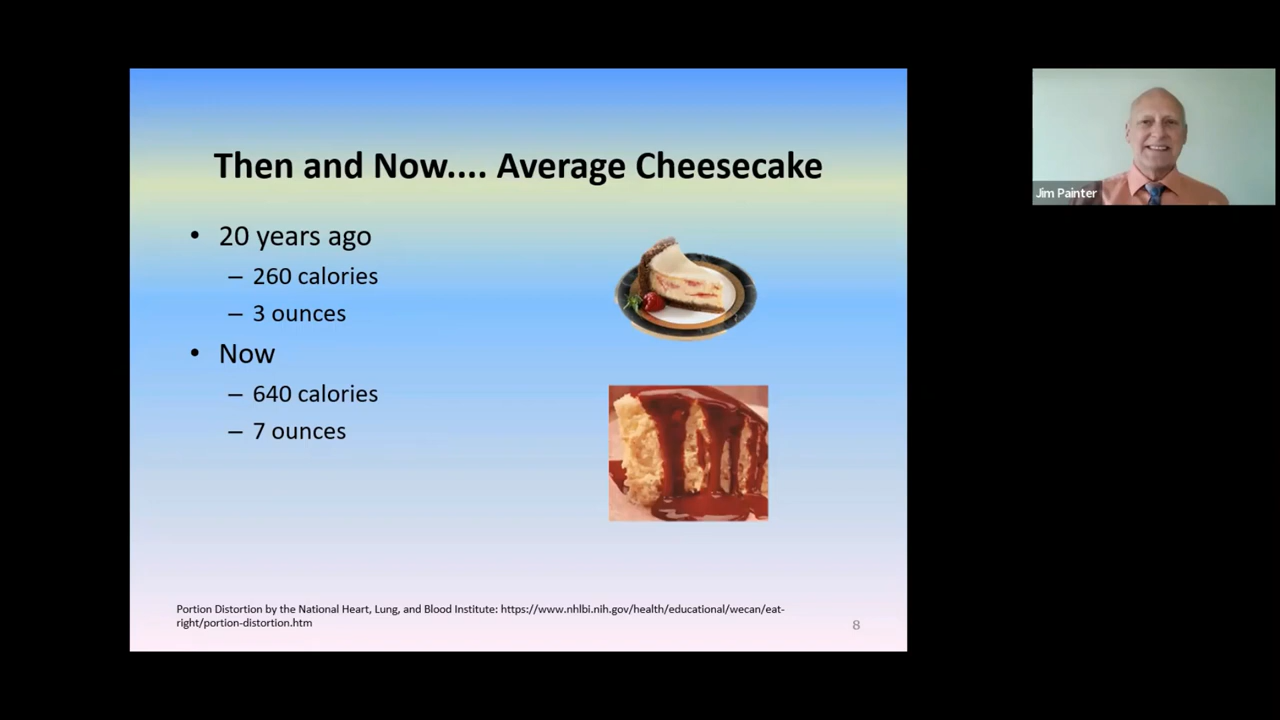 Then and Now.... Average Cheesecake
• 20 years ago
– 260 calories
– 3 ounces
• Now
– 640 calories
– 7 ounces
Portion Distortion by the National Heart, Lung, and Blood Institute: https://www.nhlbi.nih.gov/health/educational/wecan/eat-
right/portion-distortion.htm
8
Jim Painter